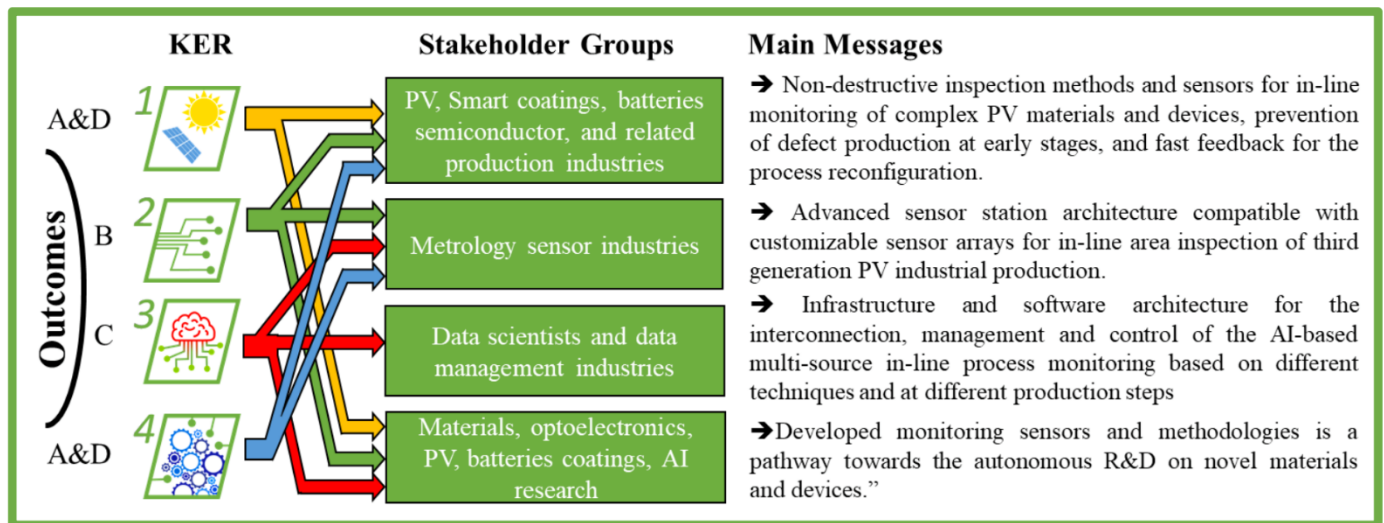 KER
Stakeholder Groups
Main Messages
Outcomes
A&D
1
B
2
C
3
A&D
4
PV, Smart coatings, batteries
semiconductor, and related
production industries
Metrology sensor industries
Data scientists and data
management industries
Materials, optoelectronics,
PV, batteries coatings, AI
research
➔ Non-destructive inspection methods and sensors for in-line
monitoring of complex PV materials and devices, prevention
of defect production at early stages, and fast feedback for the
process reconfiguration.
➔ Advanced sensor station architecture compatible with
customizable sensor arrays for in-line area inspection of third
generation PV industrial production.
➔ Infrastructure and software architecture for the
interconnection, management and control of the AI-based
multi-source in-line process monitoring based on different
techniques and at different production steps
➔Developed monitoring sensors and methodologies is a
pathway towards the autonomous R&D on novel materials
and devices.”